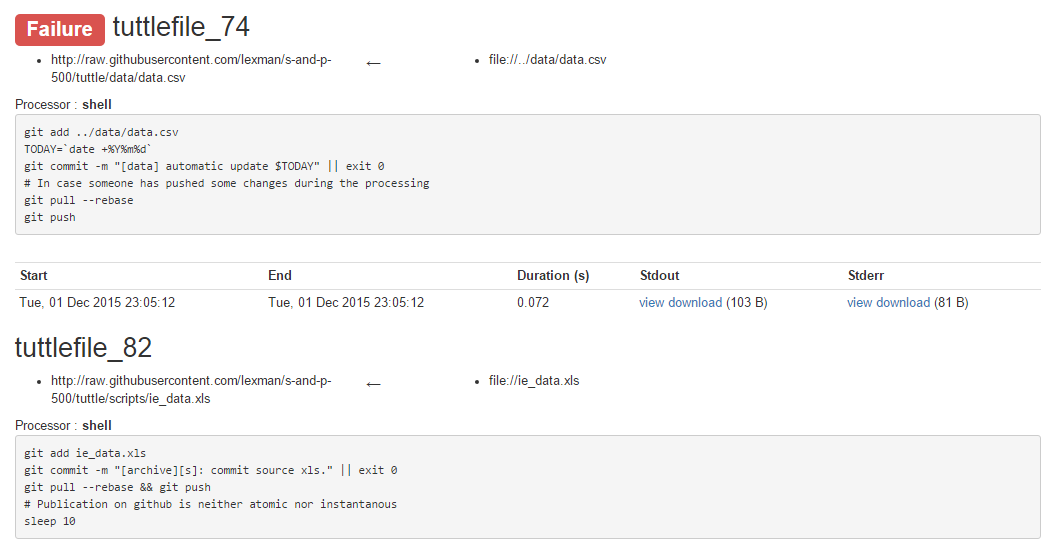 Failure tuttlefile_74
• http://raw.githubusercontent.com/lexman/s-and-p- ← • file://../data/data.csv
500/tuttle/data/data.csv
Processor : shell
git add ../data/data.csv
TODAY=`date +%Y%m%d`
git commit -m "[data] automatic update $TODAY" || exit 0
# In case someone has pushed some changes during the processing
git pull --rebase
git push
Start End Duration (s) Stdout Stderr
Tue, 01 Dec 2015 23:05:12 Tue, 01 Dec 2015 23:05:12 0.072 view download (103 B) view download (81 B)
tuttlefile_82
• http://raw.githubusercontent.com/lexman/s-and-p- ← • file://ie_data.xls
500/tuttle/scripts/ie_data.xls
Processor : shell
git add ie_data.xls
git commit -m "[archive][s]: commit source xls." || exit 0
git pull --rebase && git push
# Publication on github is neither atomic nor instantanous
sleep 10